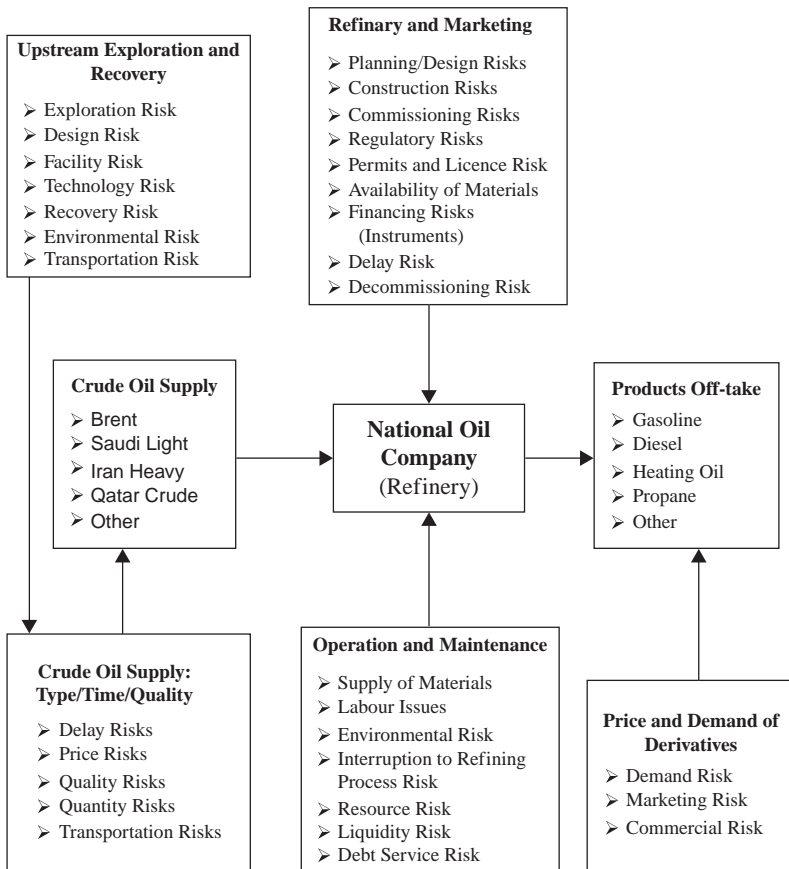 Upstream Exploration and
Recovery
➢ Exploration Risk
➢ Design Risk
➢ Facility Risk
➢ Technology Risk
➢ Recovery Risk
➢ Environmental Risk
➢ Transportation Risk
Refinary and Marketing
➢ Planning/Design Risks
➢ Construction Risks
➢ Commissioning Risks
➢ Regulatory Risks
➢ Permits and Licence Risk
➢ Availability of Materials
➢ Financing Risks
(Instruments)
➢ Delay Risk
➢ Decommissioning Risk
Crude Oil Supply
➢ Brent
➢ Saudi Light
➢ Iran Heavy
➢ Qatar Crude
➢ Other
National Oil
Company
(Refinery)
Products Off-take
➢ Gasoline
➢ Diesel
➢ Heating Oil
➢ Propane
➢ Other
Crude Oil Supply:
Type/Time/Quality
➢ Delay Risks
➢ Price Risks
➢ Quality Risks
➢ Quantity Risks
➢ Transportation Risks
Operation and Maintenance
➢ Supply of Materials
➢ Labour Issues
➢ Environmental Risk
➢ Interruption to Refining
Process Risk
➢ Resource Risk
➢ Liquidity Risk
➢ Debt Service Risk
Price and Demand of
Derivatives
➢ Demand Risk
➢ Marketing Risk
➢ Commercial Risk